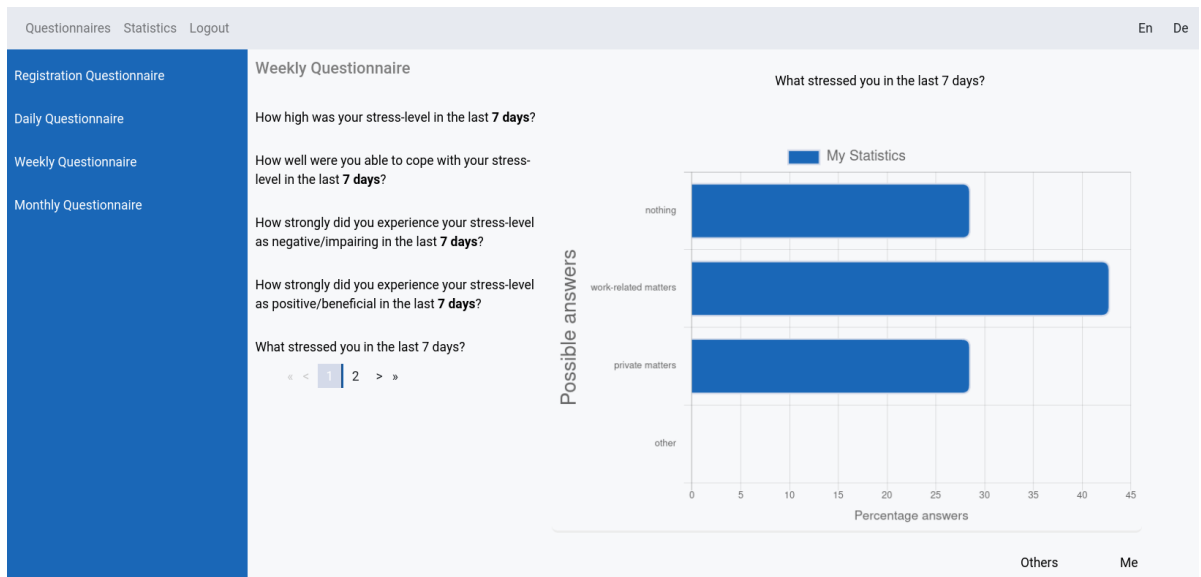 Questionnaires Statistics Logout
En De
Registration Questionnaire
Daily Questionnaire
Weekly Questionnaire
Monthly Questionnaire
Weekly Questionnaire
How high was your stress-level in the last 7 days?
How well were you able to cope with your stress-
level in the last 7 days?
How strongly did you experience your stress-level
as negative/impairing in the last 7 days?
How strongly did you experience your stress-level
as positive/beneficial in the last 7 days?
What stressed you in the last 7 days?
« < 1 2 > »
What stressed you in the last 7 days?
My Statistics
Possible answers
nothing
work-related matters
private matters
other
0 5 10 15 20 25 30 35 40 45
Percentage answers
Others Me